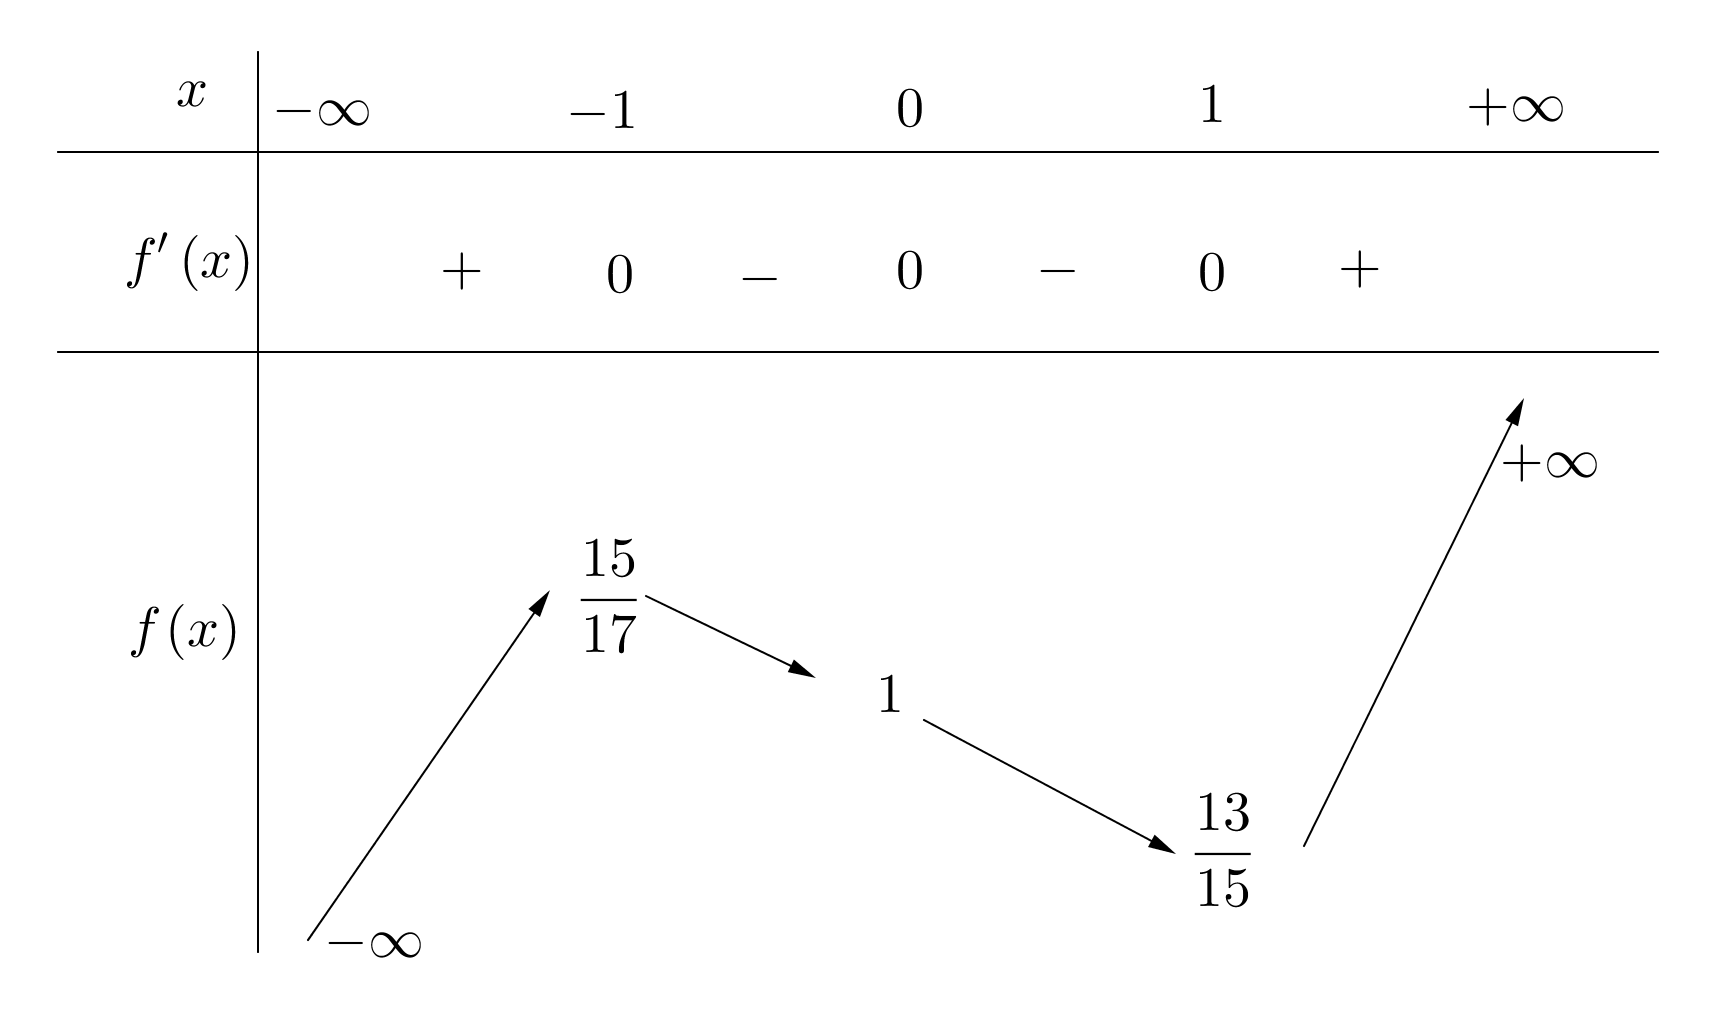 x −∞ −1 0 1 +∞
f′(x) + 0 − 0 − 0 +
+∞
15/17
f(x)
1
13/15
−∞